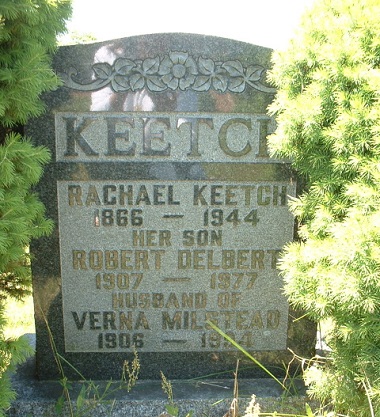 KEETCH
RACHAEL KEETCH
1866 — 1944
HER SON
ROBERT DELBERT
1907 — 1977
HUSBAND OF
VERNA MILSTEAD
1906 —